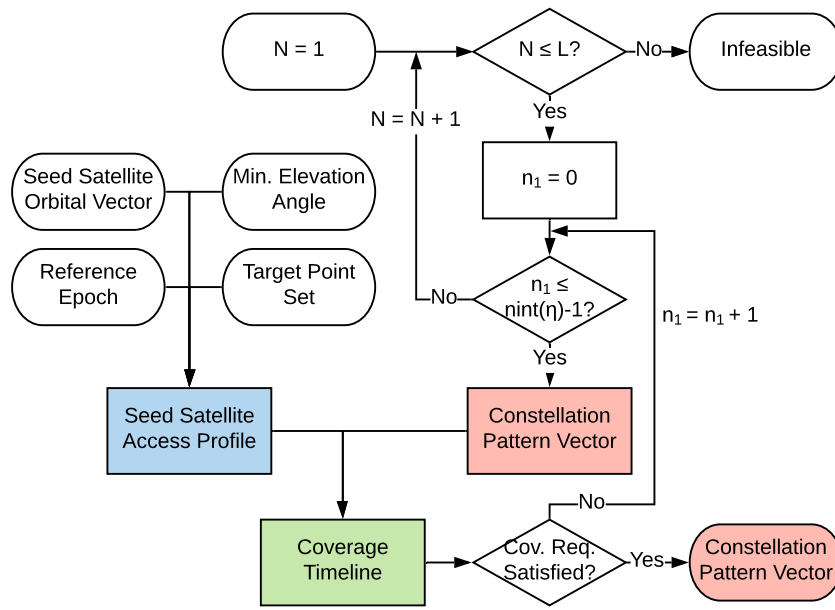 N = 1
N ≤ L?
No
Infeasible
Yes
N = N + 1
n₁ = 0
Seed Satellite
Orbital Vector
Min. Elevation
Angle
Reference
Epoch
Target Point
Set
n₁ ≤
nint(η)-1?
No
n₁ = n₁ + 1
Yes
Seed Satellite
Access Profile
Constellation
Pattern Vector
No
Coverage
Timeline
Cov. Req.
Satisfied?
Yes
Constellation
Pattern Vector